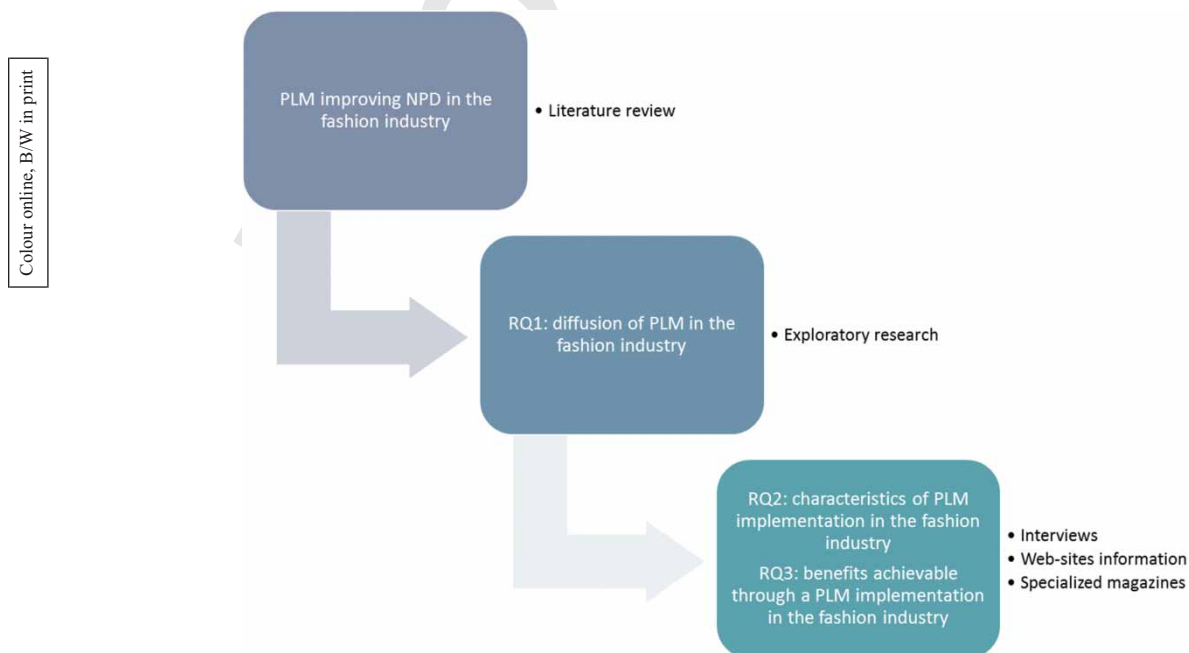 Colour online, B/W in print
PLM improving NPD in the
fashion industry
• Literature review
RQ1: diffusion of PLM in the
fashion industry
• Exploratory research
RQ2: characteristics of PLM
implementation in the fashion
industry
RQ3: benefits achievable
through a PLM implementation
in the fashion industry
• Interviews
• Web-sites information
• Specialized magazines